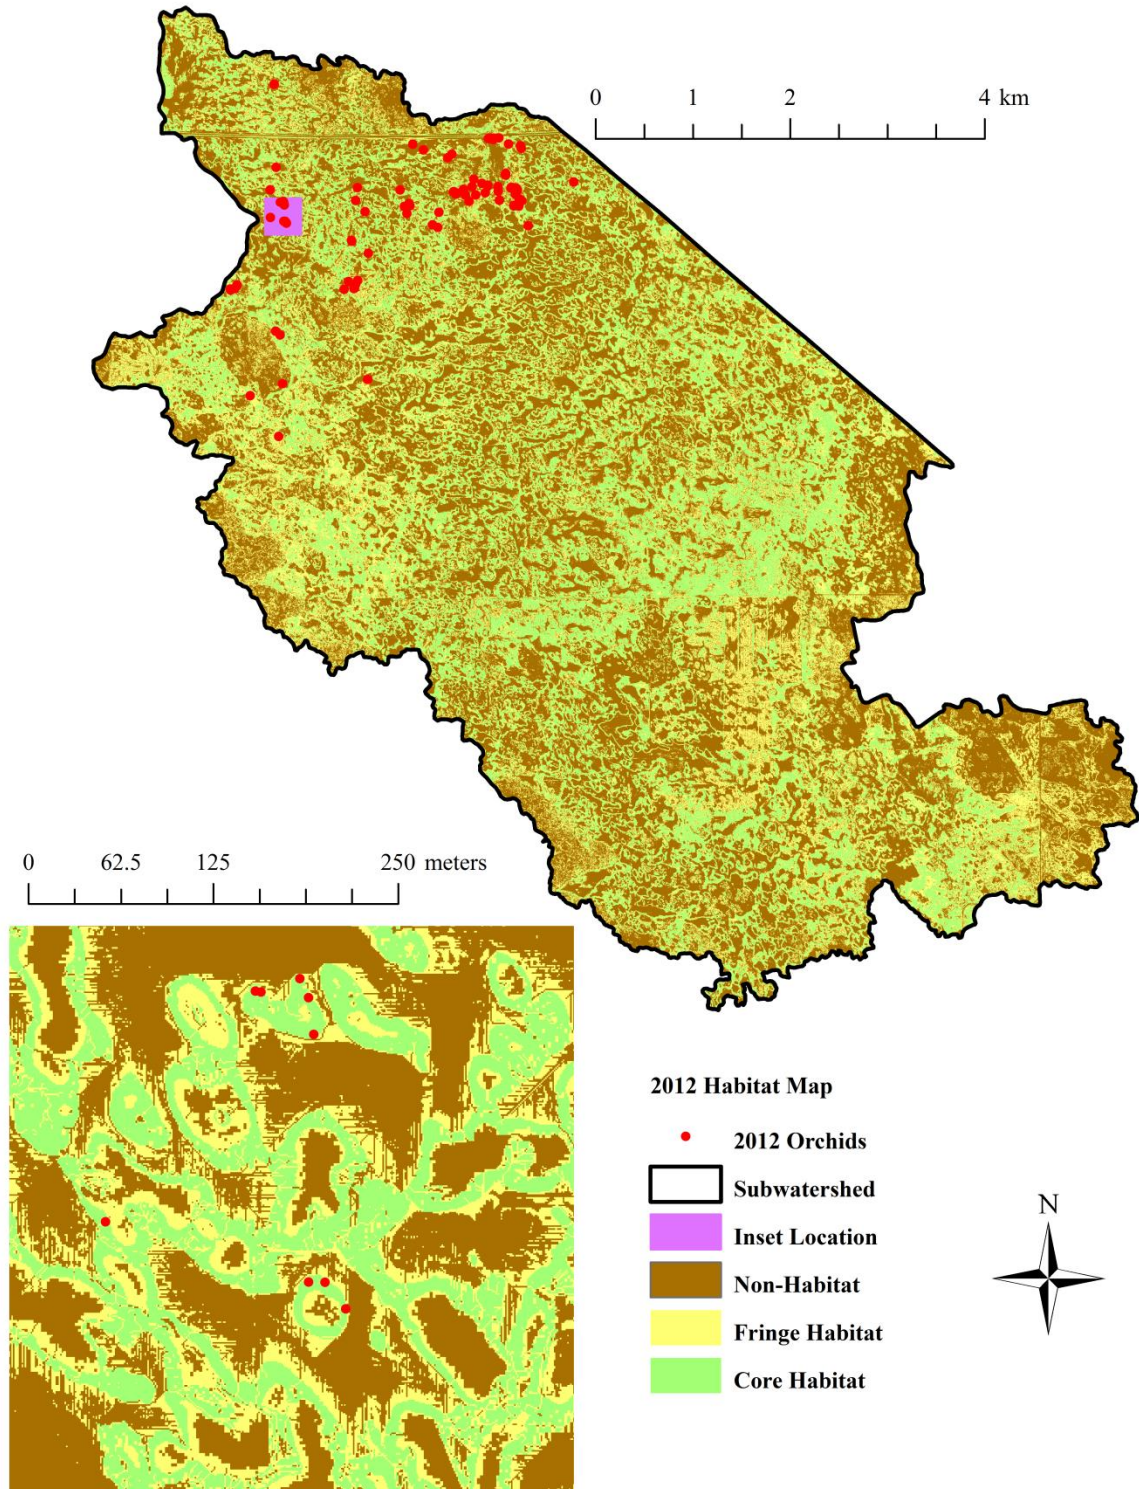 0 1 2 4 km
0 62.5 125 250 meters
2012 Habitat Map
2012 Orchids
Subwatershed
Inset Location
Non-Habitat
Fringe Habitat
Core Habitat
N